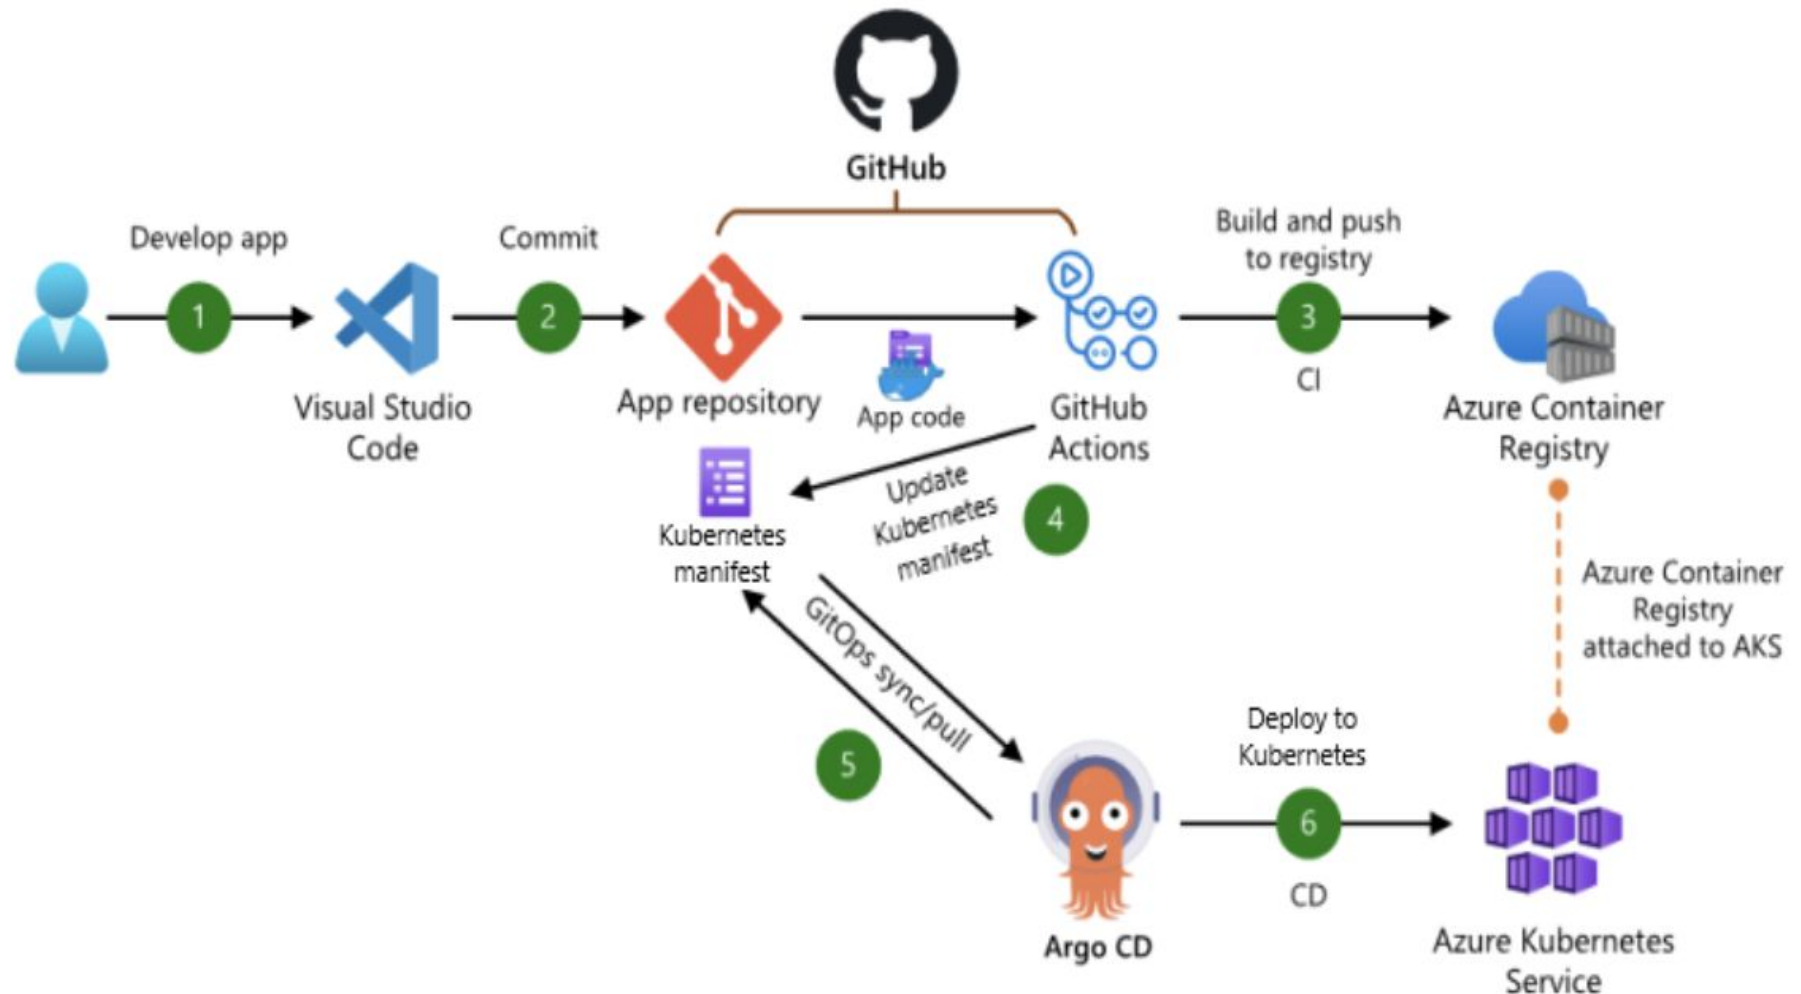 GitHub
Develop app
1
Commit
2
Build and push
to registry
3
CI
Visual Studio
Code
App repository
App code
GitHub
Actions
Azure Container
Registry
Update
Kubernetes
manifest
4
Kubernetes
manifest
GitOps sync/pull
5
Azure Container
Registry
attached to AKS
Deploy to
Kubernetes
6
CD
Argo CD
Azure Kubernetes
Service